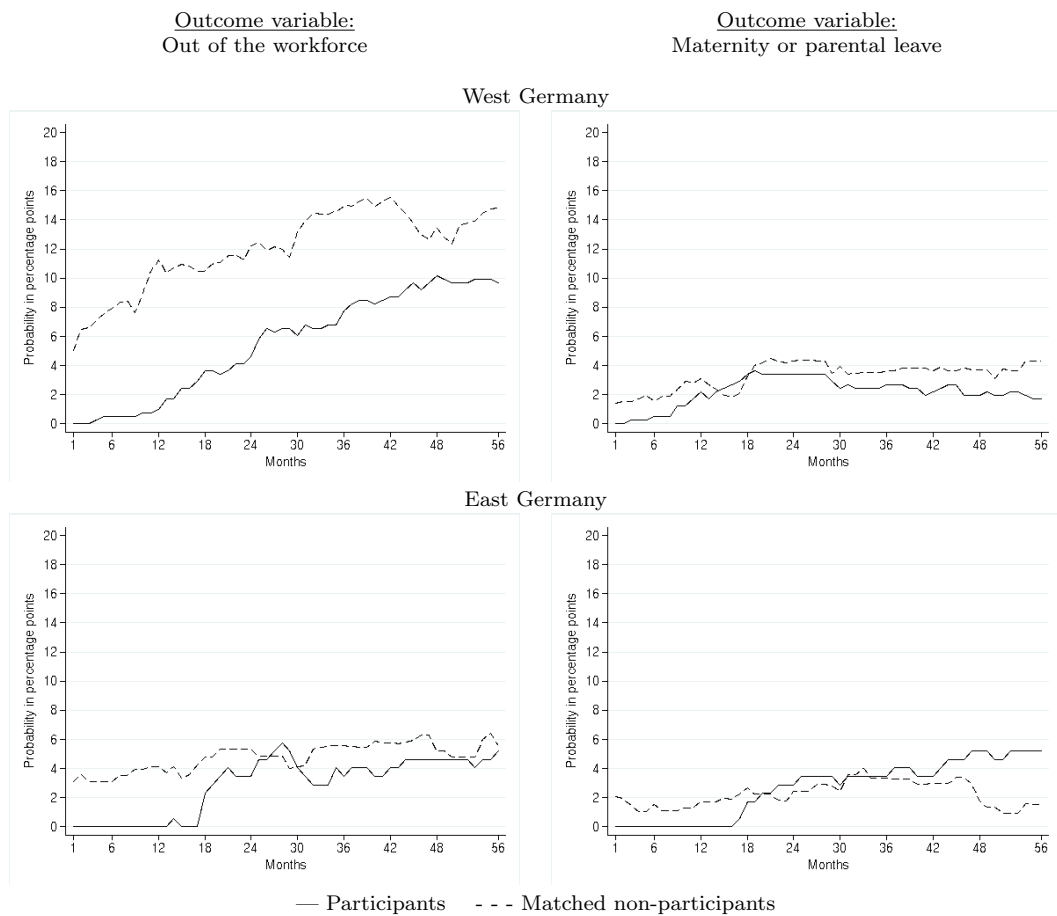 Outcome variable:
Out of the workforce
Outcome variable:
Maternity or parental leave
West Germany
Probability in percentage points
20
18
16
14
12
10
8
6
4
2
0
1 6 12 18 24 30 36 42 48 56
Months
Probability in percentage points
20
18
16
14
12
10
8
6
4
2
0
1 6 12 18 24 30 36 42 48 56
Months
East Germany
Probability in percentage points
20
18
16
14
12
10
8
6
4
2
0
1 6 12 18 24 30 36 42 48 56
Months
Probability in percentage points
20
18
16
14
12
10
8
6
4
2
0
1 6 12 18 24 30 36 42 48 56
Months
— Participants - - - Matched non-participants